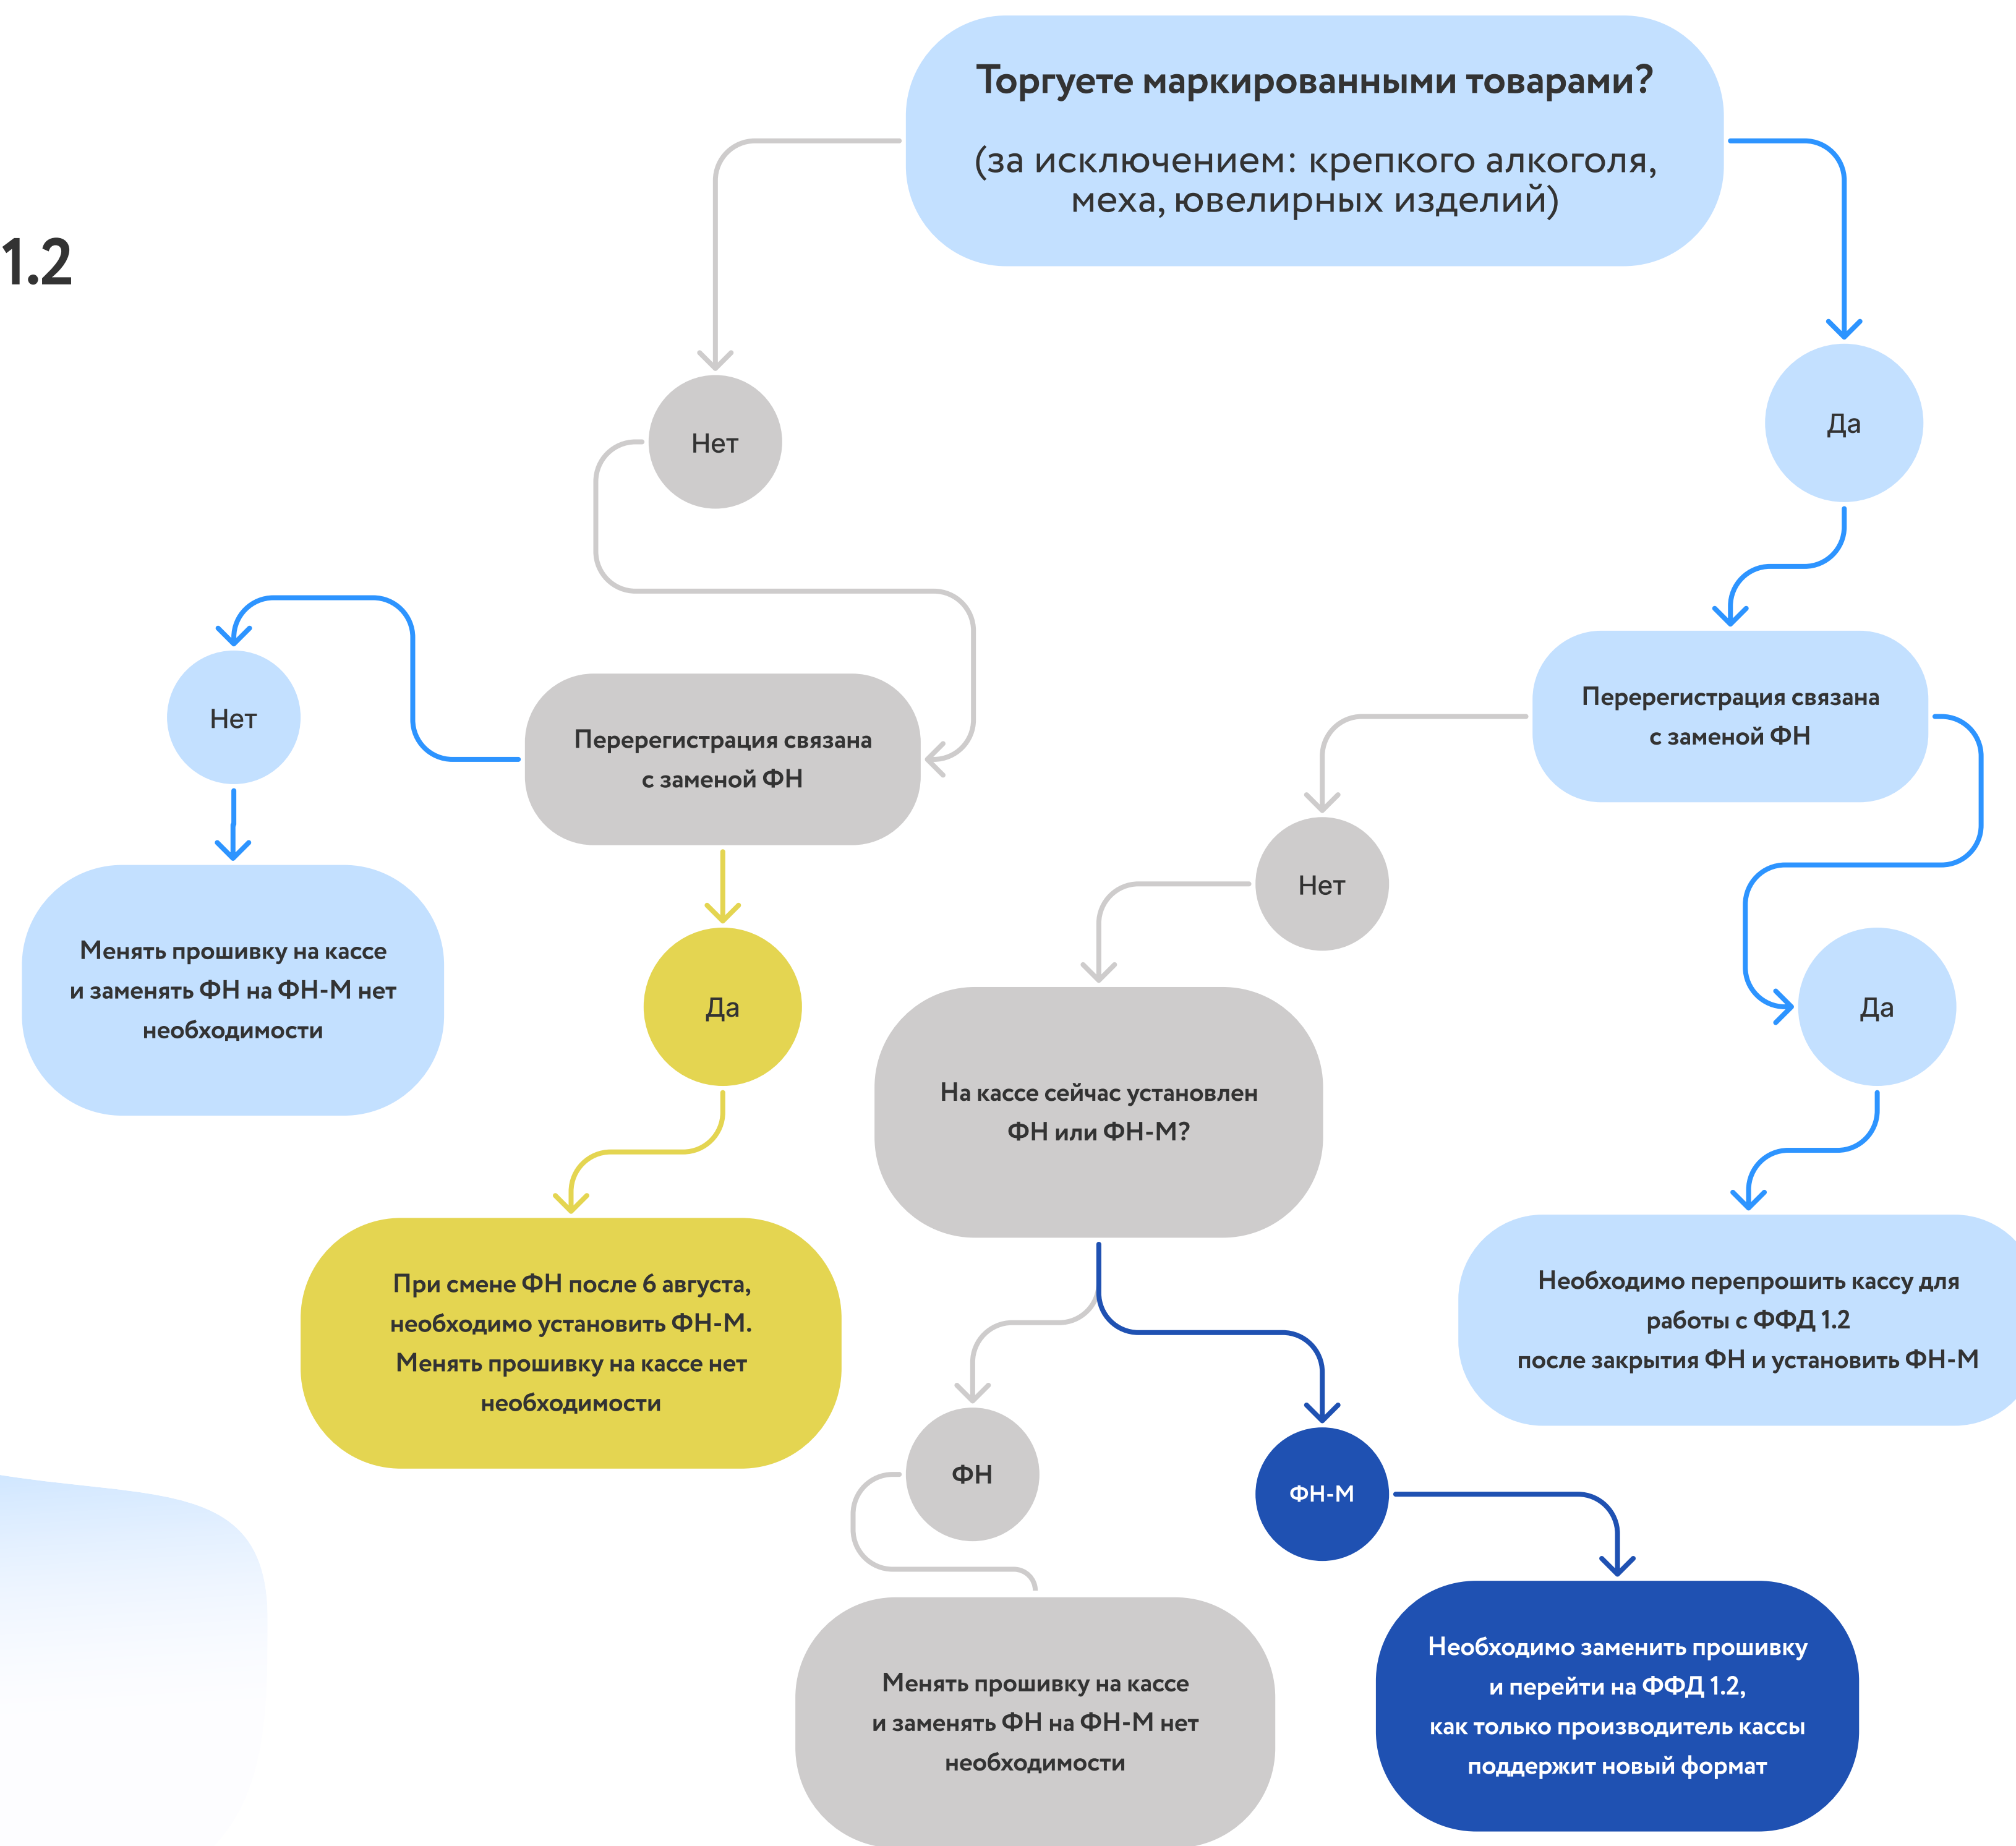 Торгуете маркированными товарами?
(за исключением: крепкого алкоголя,
меха, ювелирных изделий)
1.2
Нет
Да
Перерегистрация связана
с заменой ФН
Нет
Перерегистрация связана
с заменой ФН
Нет
Менять прошивку на кассе
и заменять ФН на ФН-М нет
необходимости
Да
Да
На кассе сейчас установлен
ФН или ФН-М?
При смене ФН после 6 августа,
необходимо установить ФН-М.
Менять прошивку на кассе нет
необходимости
Необходимо перепрошить кассу для
работы с ФФД 1.2
после закрытия ФН и установить ФН-М
ФН
ФН-М
Менять прошивку на кассе
и заменять ФН на ФН-М нет
необходимости
Необходимо заменить прошивку
и перейти на ФФД 1.2,
как только производитель кассы
поддержит новый формат